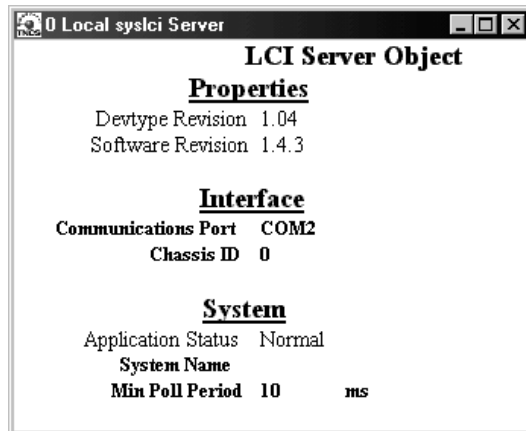 TNCS 0 Local syslci Server
LCI Server Object
Properties
Devtype Revision 1.04
Software Revision 1.4.3
Interface
Communications Port COM2
Chassis ID 0
System
Application Status Normal
System Name
Min Poll Period 10 ms